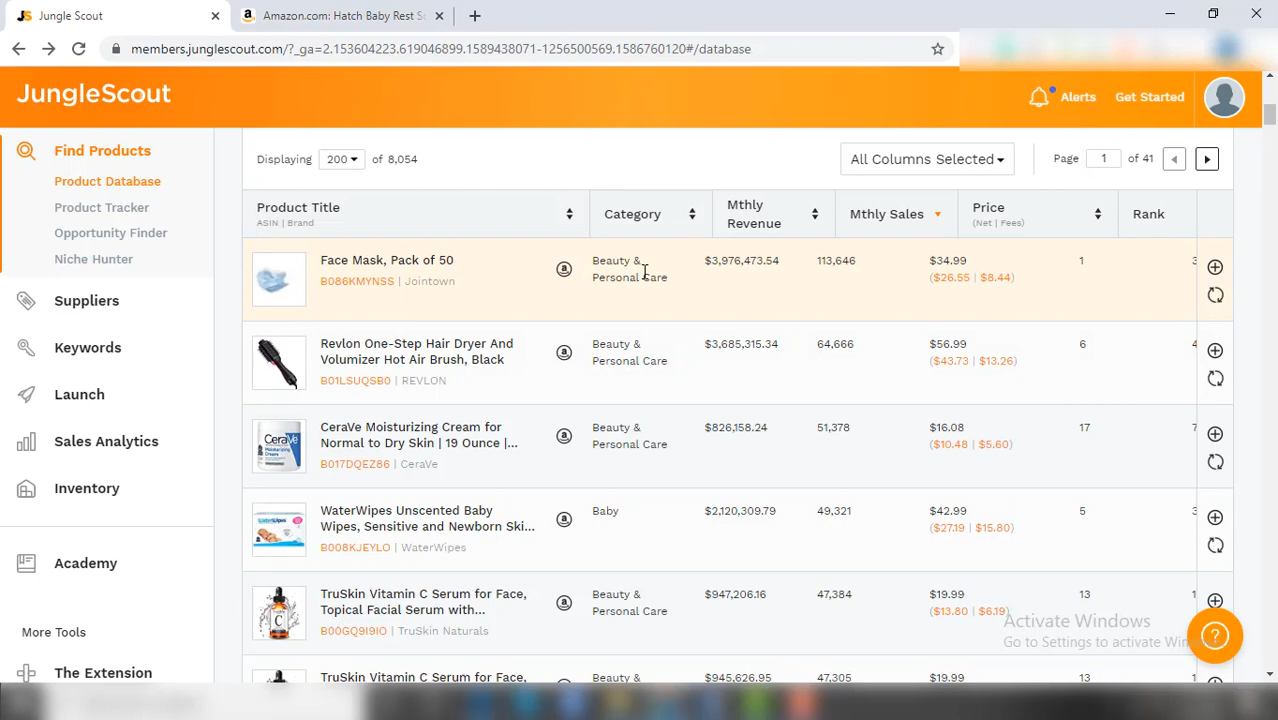 Jungle Scout
Amazon.com: Hatch Baby Rest So
members.junglescout.com/?_ga=2.153604223.619046899.1589438071-1256500569.1586760120#/database
JungleScout
Alerts
Get Started
Find Products
Product Database
Product Tracker
Opportunity Finder
Niche Hunter
Suppliers
Keywords
Launch
Sales Analytics
Inventory
Academy
More Tools
The Extension
Displaying 200 of 8,054
All Columns Selected
Page 1 of 41
Product Title
ASIN | Brand
Category
Mthly Revenue
Mthly Sales
Price
(Net | Fees)
Rank
Face Mask, Pack of 50
B086KMYNSS | Jointown
Beauty &
Personal Care
$3,976,473.54
113,646
$34.99
($26.55 | $8.44)
1
3
Revlon One-Step Hair Dryer And
Volumizer Hot Air Brush, Black
B01LSUQSB0 | REVLON
Beauty &
Personal Care
$3,685,315.34
64,666
$56.99
($43.73 | $13.26)
6
4
CeraVe Moisturizing Cream for
Normal to Dry Skin | 19 Ounce |...
B017DQEZ86 | CeraVe
Beauty &
Personal Care
$826,158.24
51,378
$16.08
($10.48 | $5.60)
17
7
WaterWipes Unscented Baby
Wipes, Sensitive and Newborn Ski...
B008KJEYLO | WaterWipes
Baby
$2,120,309.79
49,321
$42.99
($27.19 | $15.80)
5
3
TruSkin Vitamin C Serum for Face,
Topical Facial Serum with...
B00GQ9I9IO | TruSkin Naturals
Beauty &
Personal Care
$947,206.16
47,384
$19.99
($13.80 | $6.19)
13
1
TruSkin Vitamin C Serum for Face,
Beauty &
$945,626.95
47,305
$19.99
13
Activate Windows
Go to Settings to activate Win